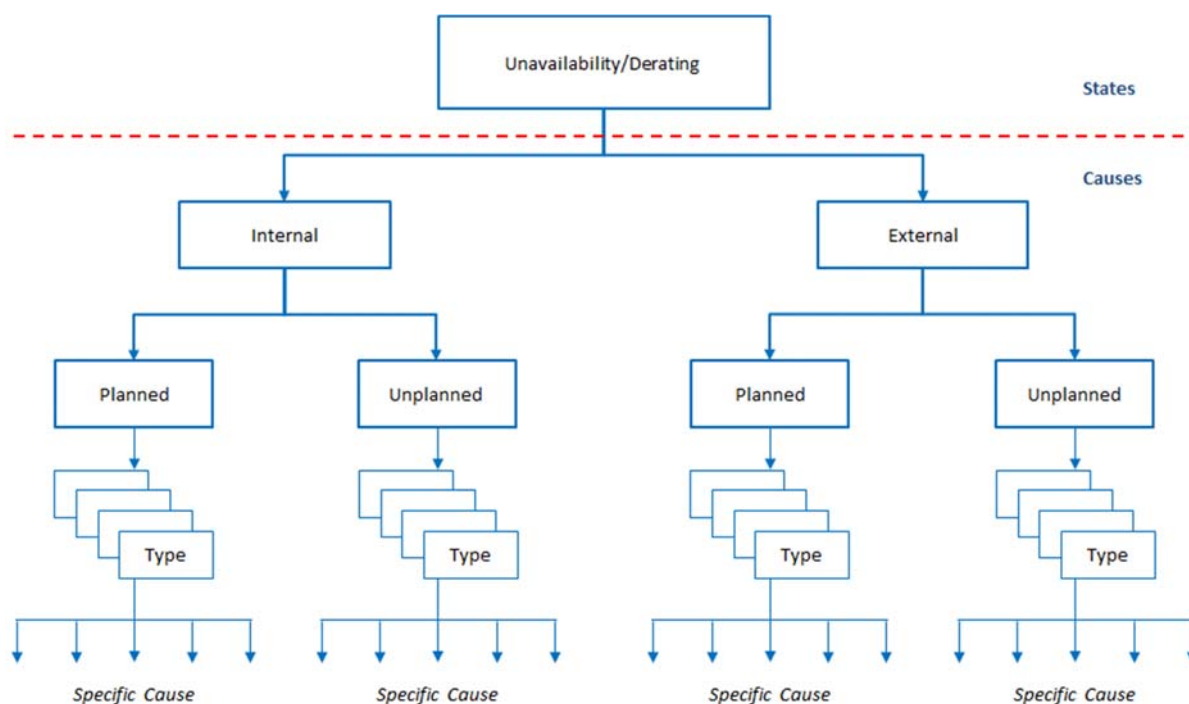 Unavailability/Derating
States
Causes
Internal
External
Planned
Unplanned
Planned
Unplanned
Type
Type
Type
Type
Specific Cause
Specific Cause
Specific Cause
Specific Cause